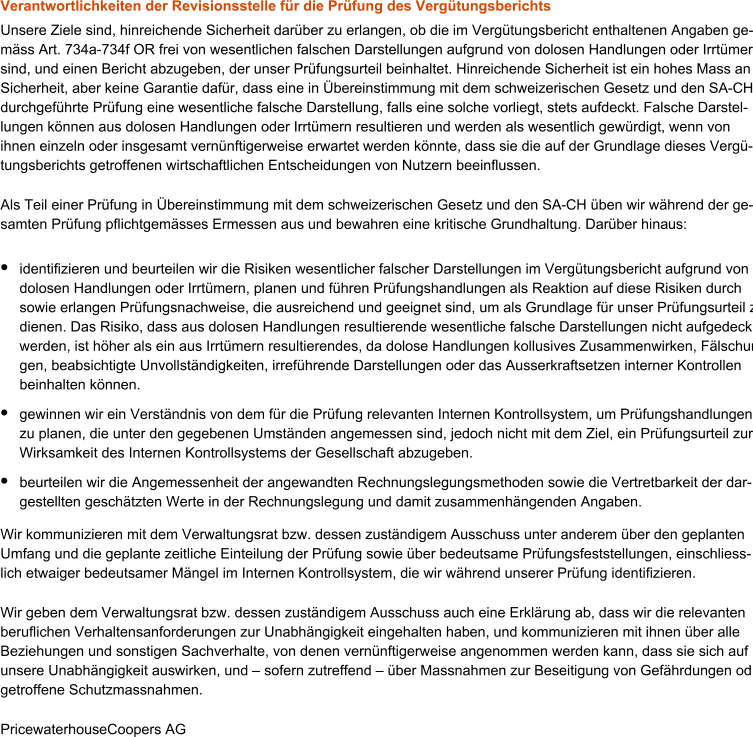 Verantwortlichkeiten der Revisionsstelle für die Prüfung des Vergütungsberichts
Unsere Ziele sind, hinreichende Sicherheit darüber zu erlangen, ob die im Vergütungsbericht enthaltenen Angaben ge-
mäss Art. 734a-734f OR frei von wesentlichen falschen Darstellungen aufgrund von dolosen Handlungen oder Irrtümer
sind, und einen Bericht abzugeben, der unser Prüfungsurteil beinhaltet. Hinreichende Sicherheit ist ein hohes Mass an
Sicherheit, aber keine Garantie dafür, dass eine in Übereinstimmung mit dem schweizerischen Gesetz und den SA-CH
durchgeführte Prüfung eine wesentliche falsche Darstellung, falls eine solche vorliegt, stets aufdeckt. Falsche Darstel-
lungen können aus dolosen Handlungen oder Irrtümern resultieren und werden als wesentlich gewürdigt, wenn von
ihnen einzeln oder insgesamt vernünftigerweise erwartet werden könnte, dass sie die auf der Grundlage dieses Vergü-
tungsberichts getroffenen wirtschaftlichen Entscheidungen von Nutzern beeinflussen.
Als Teil einer Prüfung in Übereinstimmung mit dem schweizerischen Gesetz und den SA-CH üben wir während der ge-
samten Prüfung pflichtgemässes Ermessen aus und bewahren eine kritische Grundhaltung. Darüber hinaus:
• identifizieren und beurteilen wir die Risiken wesentlicher falscher Darstellungen im Vergütungsbericht aufgrund von
dolosen Handlungen oder Irrtümern, planen und führen Prüfungshandlungen als Reaktion auf diese Risiken durch
sowie erlangen Prüfungsnachweise, die ausreichend und geeignet sind, um als Grundlage für unser Prüfungsurteil z
dienen. Das Risiko, dass aus dolosen Handlungen resultierende wesentliche falsche Darstellungen nicht aufgedeck
werden, ist höher als ein aus Irrtümern resultierendes, da dolose Handlungen kollusives Zusammenwirken, Fälschun
gen, beabsichtigte Unvollständigkeiten, irreführende Darstellungen oder das Ausserkraftsetzen interner Kontrollen
beinhalten können.
• gewinnen wir ein Verständnis von dem für die Prüfung relevanten Internen Kontrollsystem, um Prüfungshandlungen
zu planen, die unter den gegebenen Umständen angemessen sind, jedoch nicht mit dem Ziel, ein Prüfungsurteil zur
Wirksamkeit des Internen Kontrollsystems der Gesellschaft abzugeben.
• beurteilen wir die Angemessenheit der angewandten Rechnungslegungsmethoden sowie die Vertretbarkeit der dar-
gestellten geschätzten Werte in der Rechnungslegung und damit zusammenhängenden Angaben.
Wir kommunizieren mit dem Verwaltungsrat bzw. dessen zuständigem Ausschuss unter anderem über den geplanten
Umfang und die geplante zeitliche Einteilung der Prüfung sowie über bedeutsame Prüfungsfeststellungen, einschliess-
lich etwaiger bedeutsamer Mängel im Internen Kontrollsystem, die wir während unserer Prüfung identifizieren.
Wir geben dem Verwaltungsrat bzw. dessen zuständigem Ausschuss auch eine Erklärung ab, dass wir die relevanten
beruflichen Verhaltensanforderungen zur Unabhängigkeit eingehalten haben, und kommunizieren mit ihnen über alle
Beziehungen und sonstigen Sachverhalte, von denen vernünftigerweise angenommen werden kann, dass sie sich auf
unsere Unabhängigkeit auswirken, und – sofern zutreffend – über Massnahmen zur Beseitigung von Gefährdungen od
getroffene Schutzmassnahmen.
PricewaterhouseCoopers AG